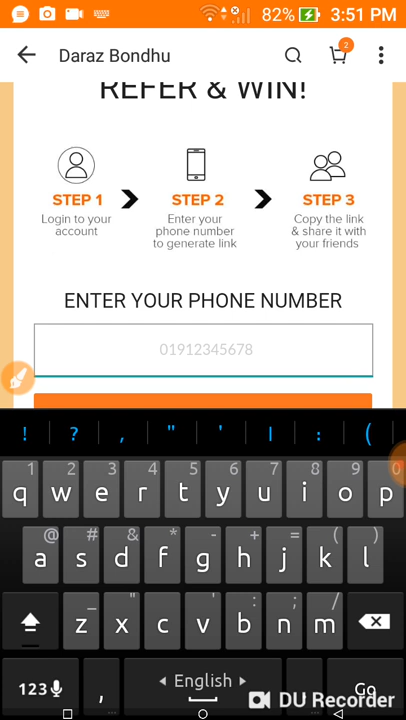 82% 3:51 PM
Daraz Bondhu
2
REFER & WIN!
STEP 1 STEP 2 STEP 3
Login to your account
Enter your phone number to generate link
Copy the link & share it with your friends
ENTER YOUR PHONE NUMBER
01912345678
! ? , " ' | : (
1 2 3 4 5 6 7 8 9 0
q w e r t y u i o p
@ # & * - + = ( )
a s d f g h j k l
_ " ' : ; /
z x c v b n m
123 , English Go
DU Recorder